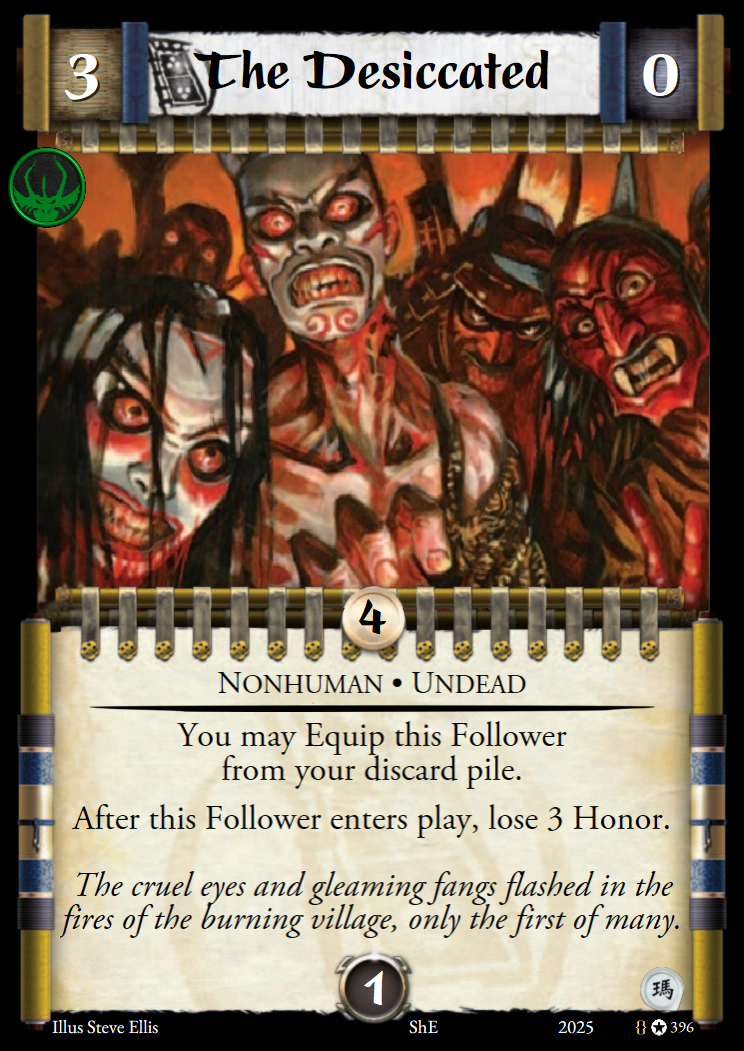 3 The Desiccated 0
4
Nonhuman • Undead
You may Equip this Follower
from your discard pile.
After this Follower enters play, lose 3 Honor.
The cruel eyes and gleaming fangs flashed in the
fires of the burning village, only the first of many.
1
瑪
Illus Steve Ellis ShE 2025 {} ✪ 396